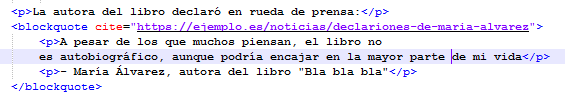 <p>La autora del libro declaró en rueda de prensa:</p>
<blockquote cite="https://ejemplo.es/noticias/declariones-de-maria-alvarez">
<p>A pesar de los que muchos piensan, el libro no
es autobiográfico, aunque podría encajar en la mayor parte de mi vida</p>
<p>- María Álvarez, autora del libro "Bla bla bla"</p>
</blockquote>